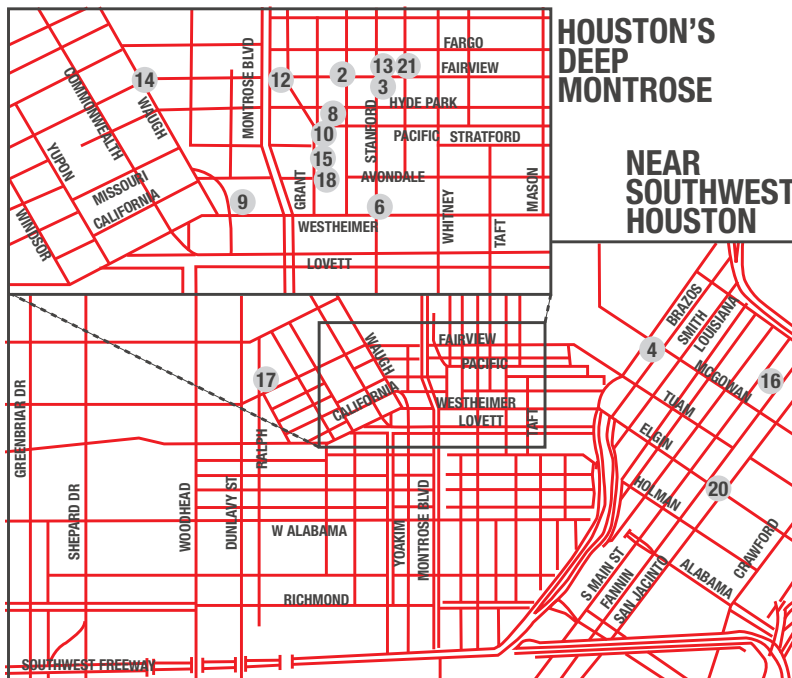 HOUSTON'S
DEEP
MONTROSE
NEAR
SOUTHWEST
HOUSTON
FARGO
13 21
FAIRVIEW
14
12
2
3
HYDE PARK
COMMONWEALTH
WAUGH
MONTROSE BLVD
8
STANFORD
10
PACIFIC
STRATFORD
YUPON
15
MISSOURI
GRANT
18
AVONDALE
CALIFORNIA
9
6
WHITNEY
MASON
WINDSOR
WESTHEIMER
TAFT
LOVETT
BRAZOS
SMITH
LOUISIANA
WAUGH
FAIRVIEW
4
PACIFIC
MCGOWAN
16
17
CALIFORNIA
WESTHEIMER
TUAM
LOVETT
TAFT
ELGIN
GREENBRIAR DR
RALPH
HOLMAN
20
SHEPARD DR
WOODHEAD
DUNLAVY ST
W ALABAMA
YOAKIM
MONTROSE BLVD
CRAWFORD
S MAIN ST
FANNIN
SAN JACINTO
ALABAMA
RICHMOND
SOUTHWEST FREEWAY